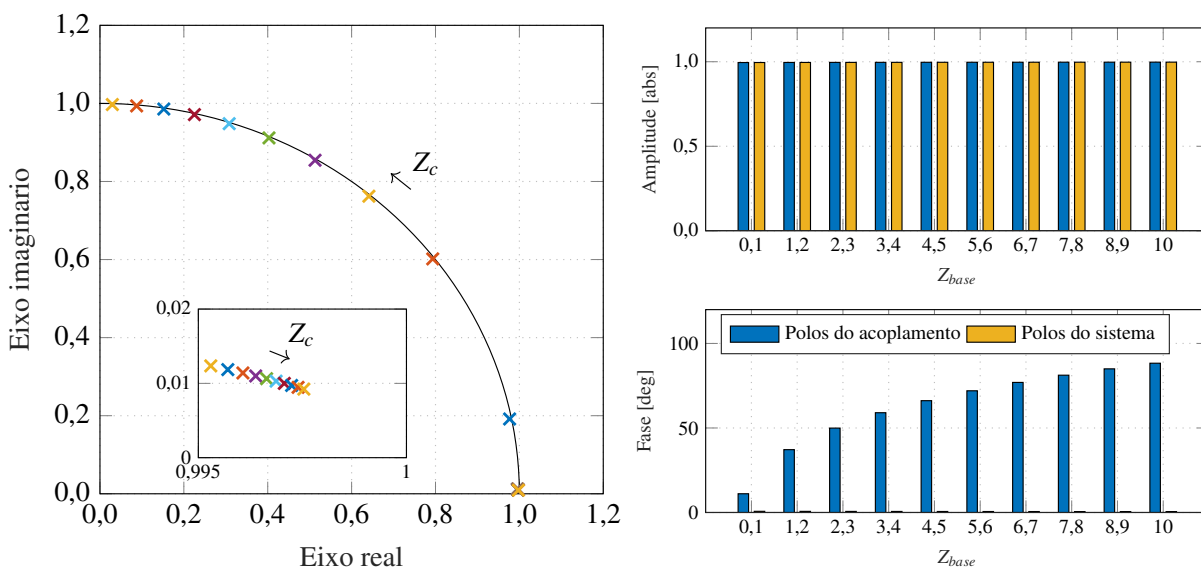 1,2
1,0
0,8
0,6
0,4
0,2
0,0
Eixo imaginario
Z_c
0,02
0,01
0
0,995
1
Z_c
0,0 0,2 0,4 0,6 0,8 1,0 1,2
Eixo real
Amplitude [abs]
1,0
0,5
0,0
0,1 1,2 2,3 3,4 4,5 5,6 6,7 7,8 8,9 10
Z_base
Fase [deg]
100
50
0
Polos do acoplamento Polos do sistema
0,1 1,2 2,3 3,4 4,5 5,6 6,7 7,8 8,9 10
Z_base